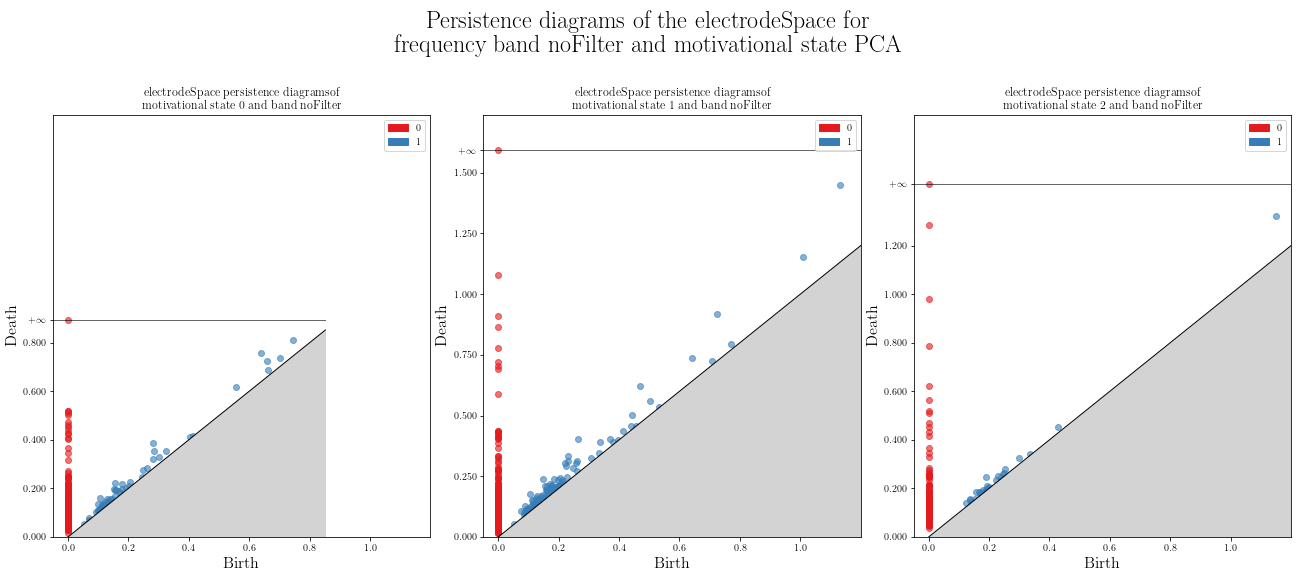 Persistence diagrams of the electrodeSpace for
frequency band noFilter and motivational state PCA
electrodeSpace persistence diagramsof
motivational state 0 and band noFilter
0
1
Death
+∞
0.800
0.600
0.400
0.200
0.000
0.0 0.2 0.4 0.6 0.8 1.0
Birth
electrodeSpace persistence diagramsof
motivational state 1 and band noFilter
0
1
Death
+∞
1.500
1.250
1.000
0.750
0.500
0.250
0.000
0.0 0.2 0.4 0.6 0.8 1.0
Birth
electrodeSpace persistence diagramsof
motivational state 2 and band noFilter
0
1
Death
+∞
1.200
1.000
0.800
0.600
0.400
0.200
0.000
0.0 0.2 0.4 0.6 0.8 1.0
Birth